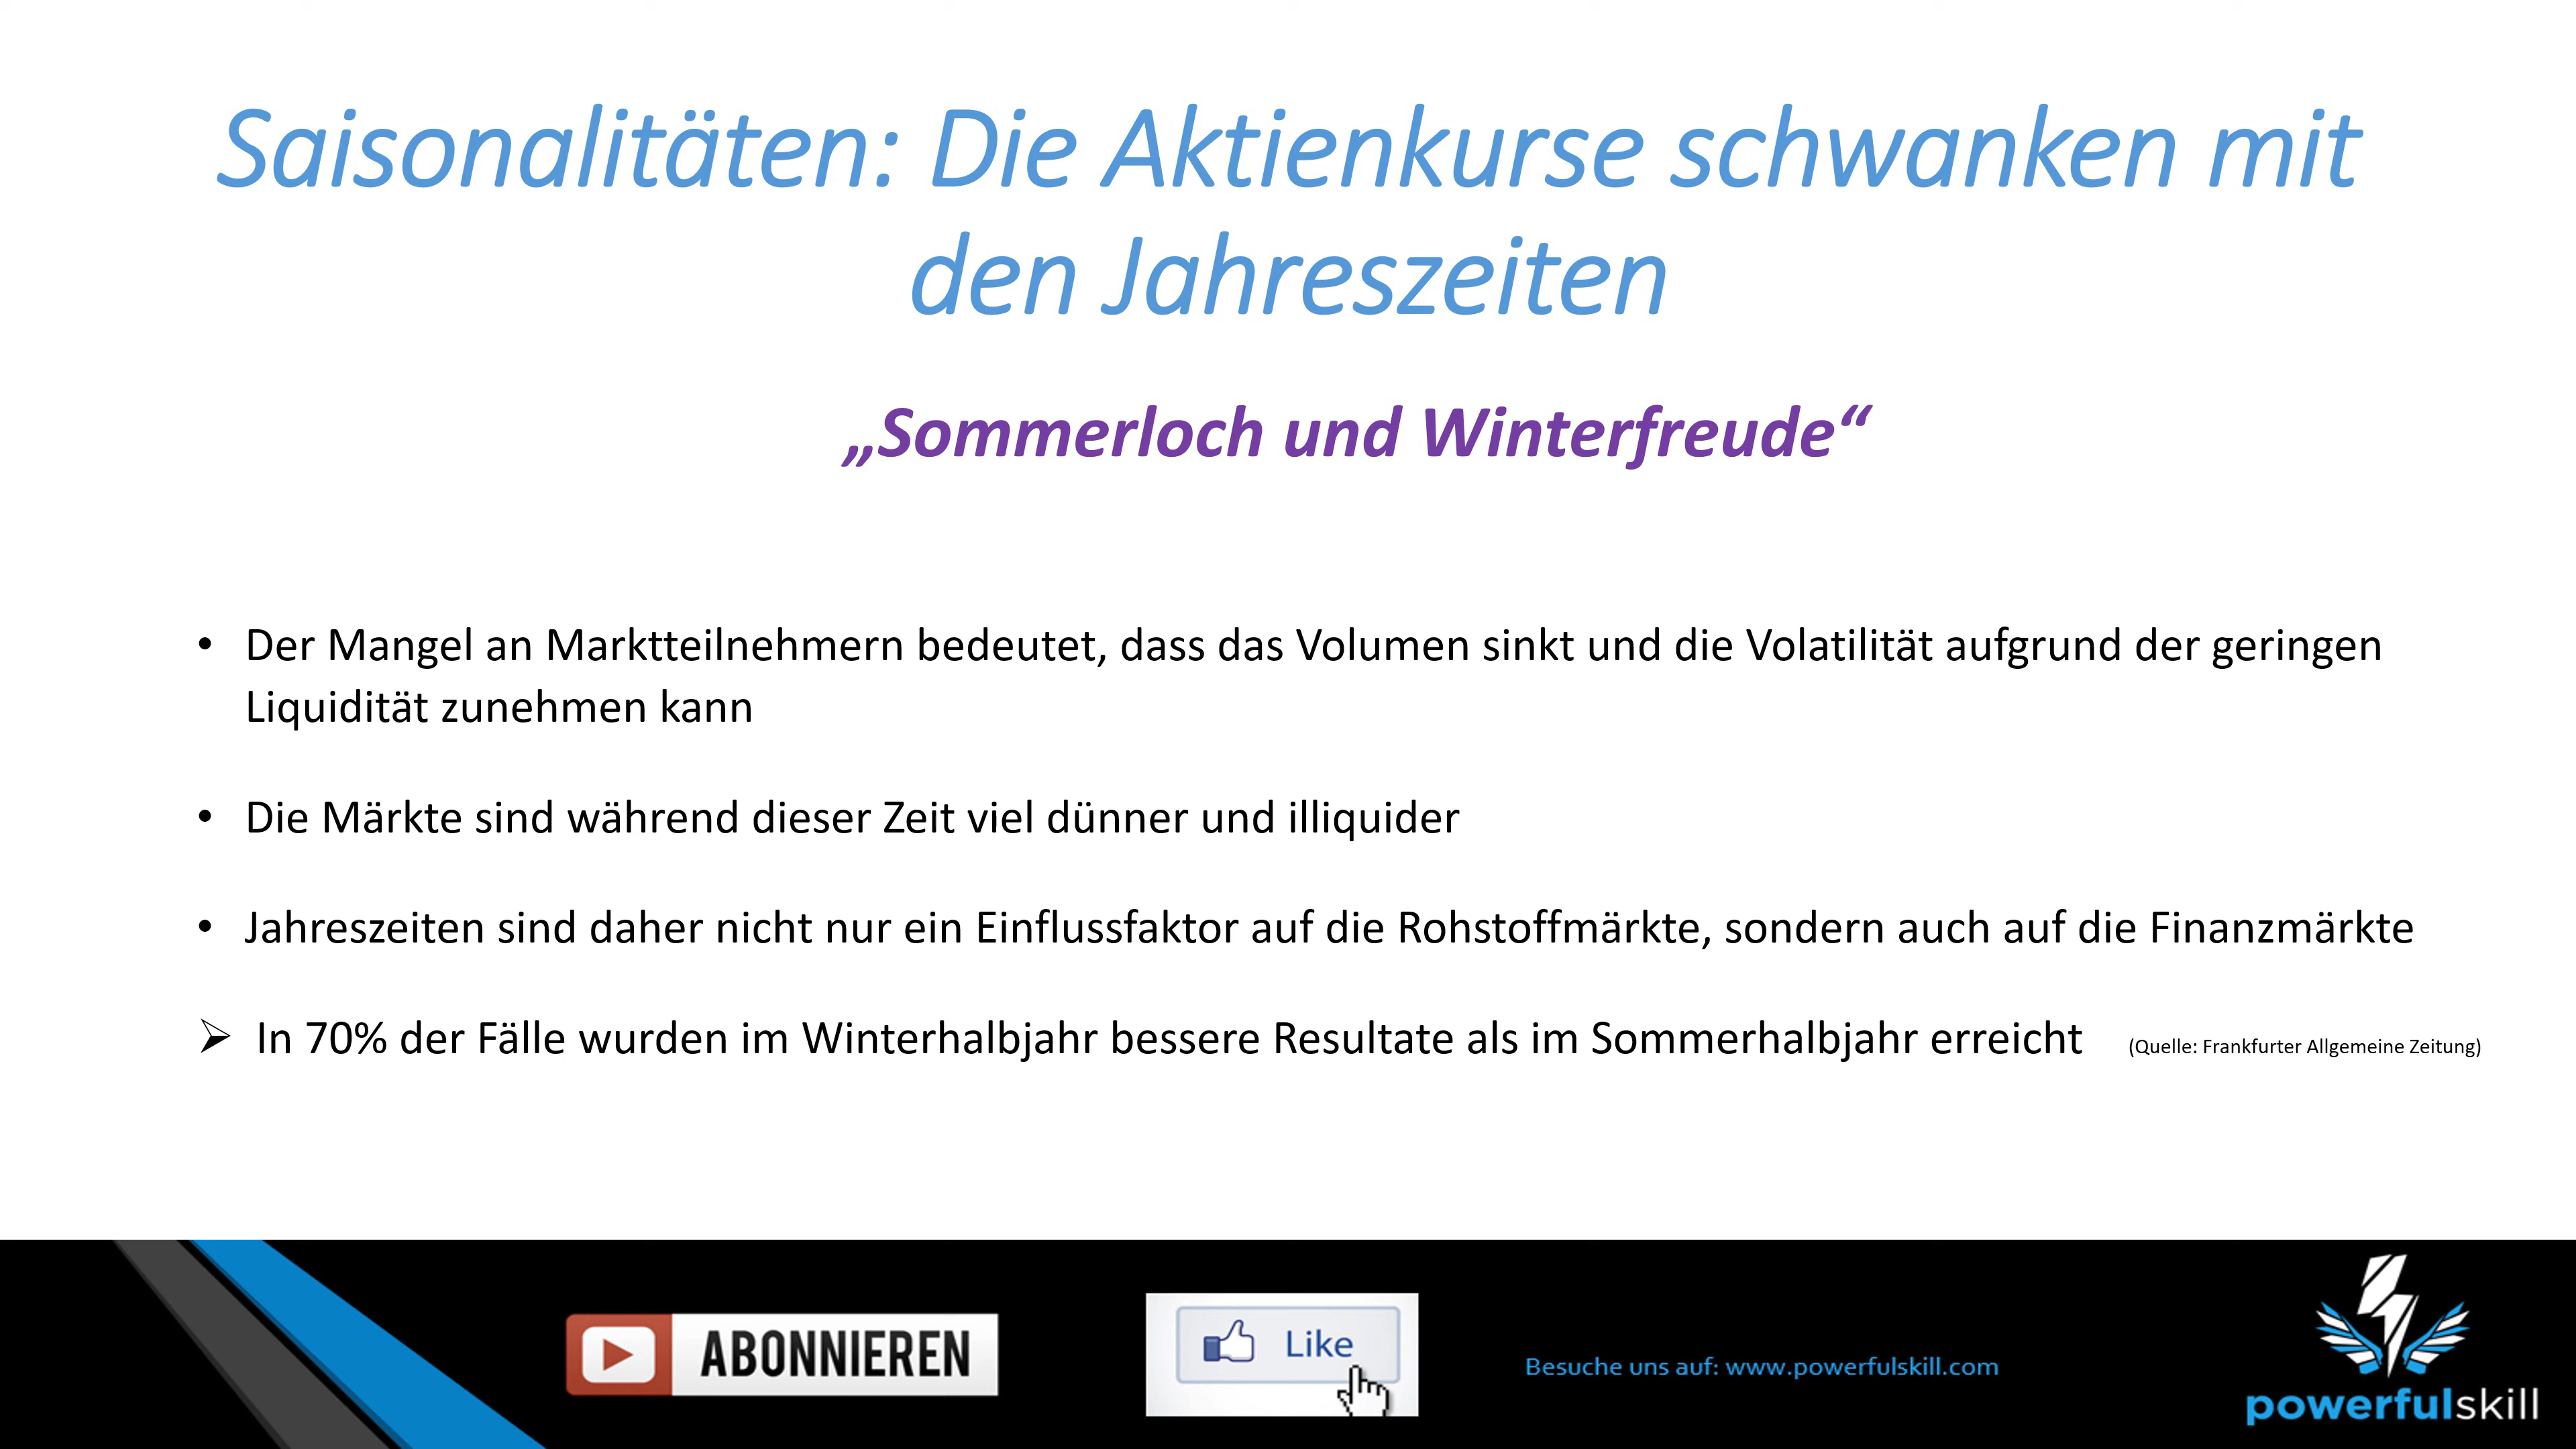 Saisonalitäten: Die Aktienkurse schwanken mit
den Jahreszeiten
„Sommerloch und Winterfreude“
• Der Mangel an Marktteilnehmern bedeutet, dass das Volumen sinkt und die Volatilität aufgrund der geringen
Liquidität zunehmen kann
• Die Märkte sind während dieser Zeit viel dünner und illiquider
• Jahreszeiten sind daher nicht nur ein Einflussfaktor auf die Rohstoffmärkte, sondern auch auf die Finanzmärkte
➢ In 70% der Fälle wurden im Winterhalbjahr bessere Resultate als im Sommerhalbjahr erreicht (Quelle: Frankfurter Allgemeine Zeitung)
ABONNIEREN
Like
Besuche uns auf: www.powerfulskill.com
powerfulskill